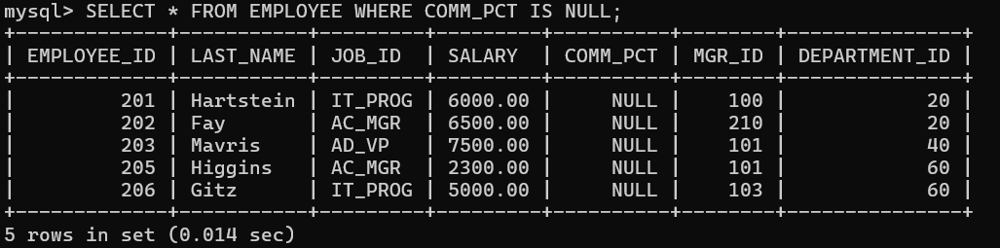 mysql> SELECT * FROM EMPLOYEE WHERE COMM_PCT IS NULL;
+-------------+-----------+---------+---------+----------+--------+---------------+
| EMPLOYEE_ID | LAST_NAME | JOB_ID  | SALARY  | COMM_PCT | MGR_ID | DEPARTMENT_ID |
+-------------+-----------+---------+---------+----------+--------+---------------+
|         201 | Hartstein | IT_PROG | 6000.00 |     NULL |    100 |            20 |
|         202 | Fay       | AC_MGR  | 6500.00 |     NULL |    210 |            20 |
|         203 | Mavris    | AD_VP   | 7500.00 |     NULL |    101 |            40 |
|         205 | Higgins   | AC_MGR  | 2300.00 |     NULL |    101 |            60 |
|         206 | Gitz      | IT_PROG | 5000.00 |     NULL |    103 |            60 |
+-------------+-----------+---------+---------+----------+--------+---------------+
5 rows in set (0.014 sec)